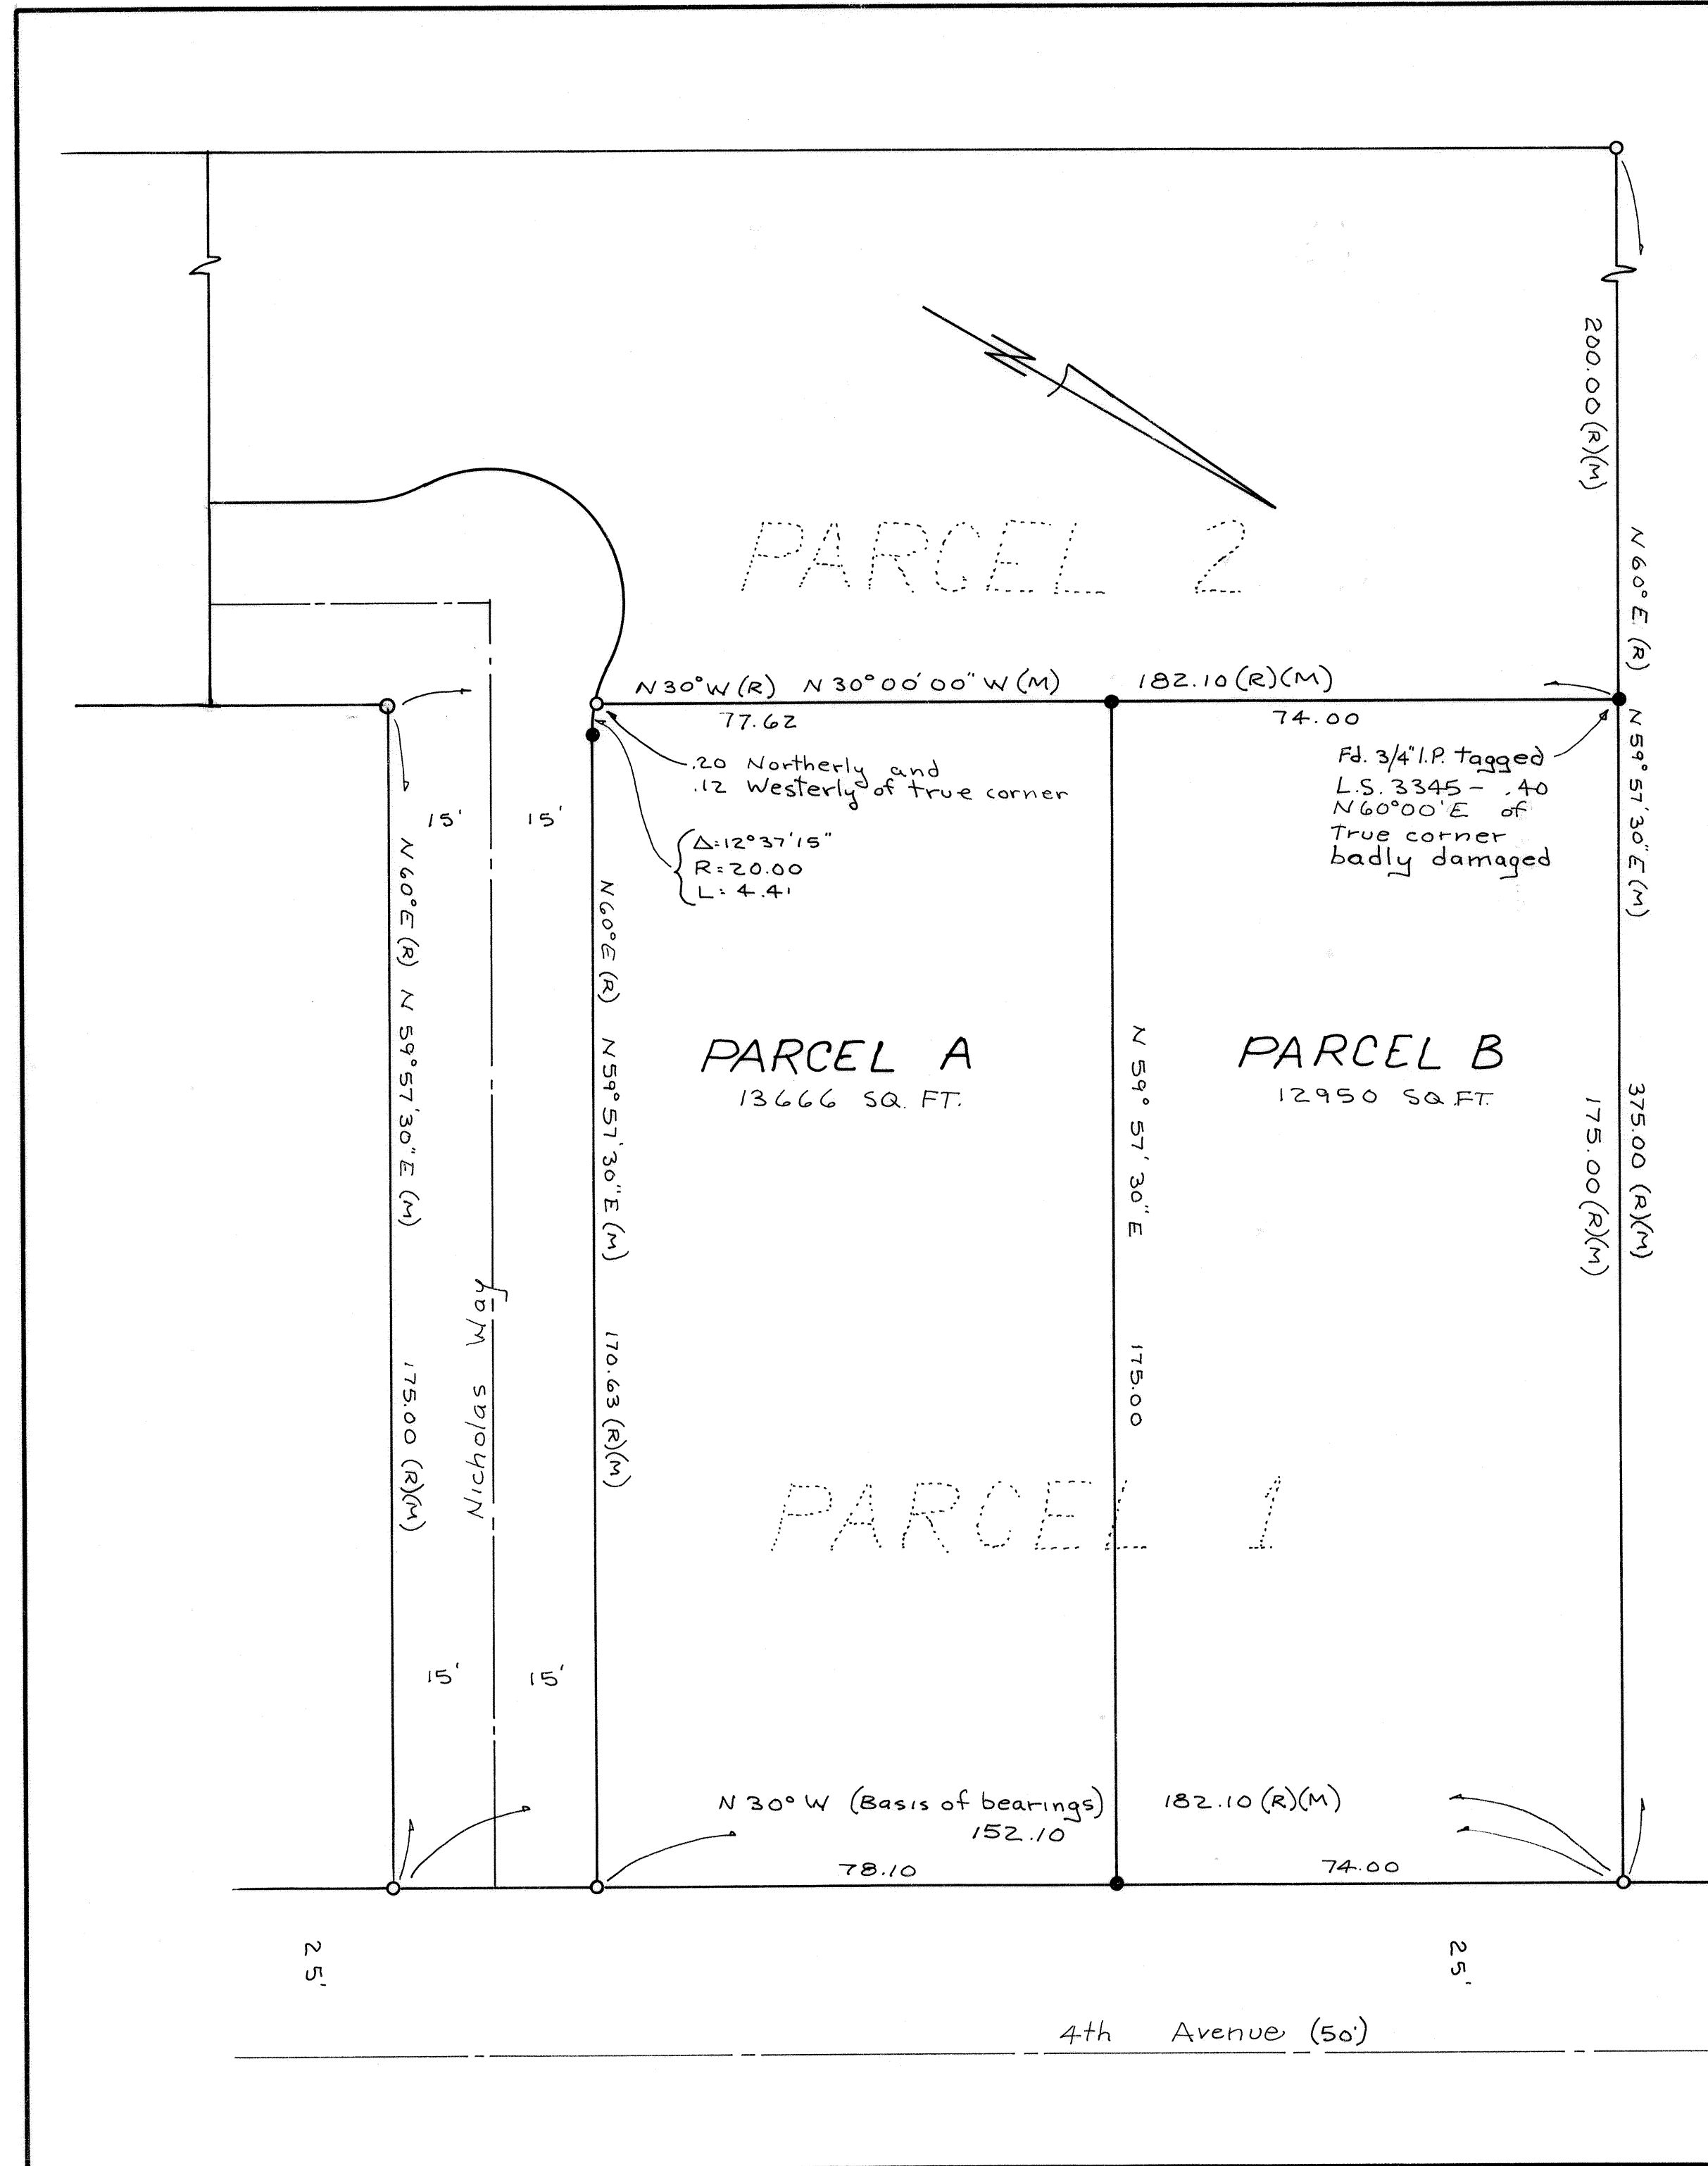 200.00 (R)(M)
N
PARCEL 2
N 60° E (R)
N 30° W (R) N 30° 00' 00" W (M) 182.10 (R)(M)
77.62
74.00
.20 Northerly and
.12 Westerly of true corner
Fd. 3/4" I.P. tagged
L.S. 3345 - .40
N 60° 00' E of
true corner
badly damaged
N 59° 57' 30" E (M)
15'
15'
Δ=12° 37' 15"
R=20.00
L= 4.41
N 60° E (R) N 59° 57' 30" E (M)
175.00 (R)(M)
N 60° E (R) N 59° 57' 30" E (M)
170.63 (R)(M)
PARCEL A
13666 SQ. FT.
N 59° 57' 30" E
175.00
PARCEL B
12950 SQ. FT.
175.00 (R)(M)
375.00 (R)(M)
Nicholas Way
PARCEL 1
15'
15'
N 30° W (Basis of bearings) 182.10 (R)(M)
152.10
78.10
74.00
25'
25'
4th Avenue (50')